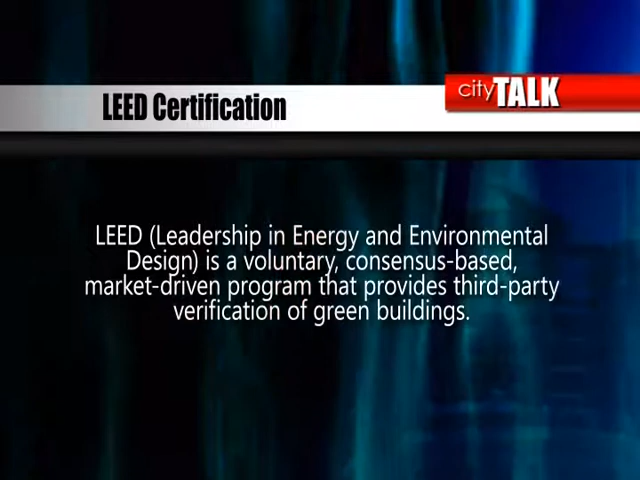 cityTALK
LEED Certification
LEED (Leadership in Energy and Environmental
Design) is a voluntary, consensus-based,
market-driven program that provides third-party
verification of green buildings.